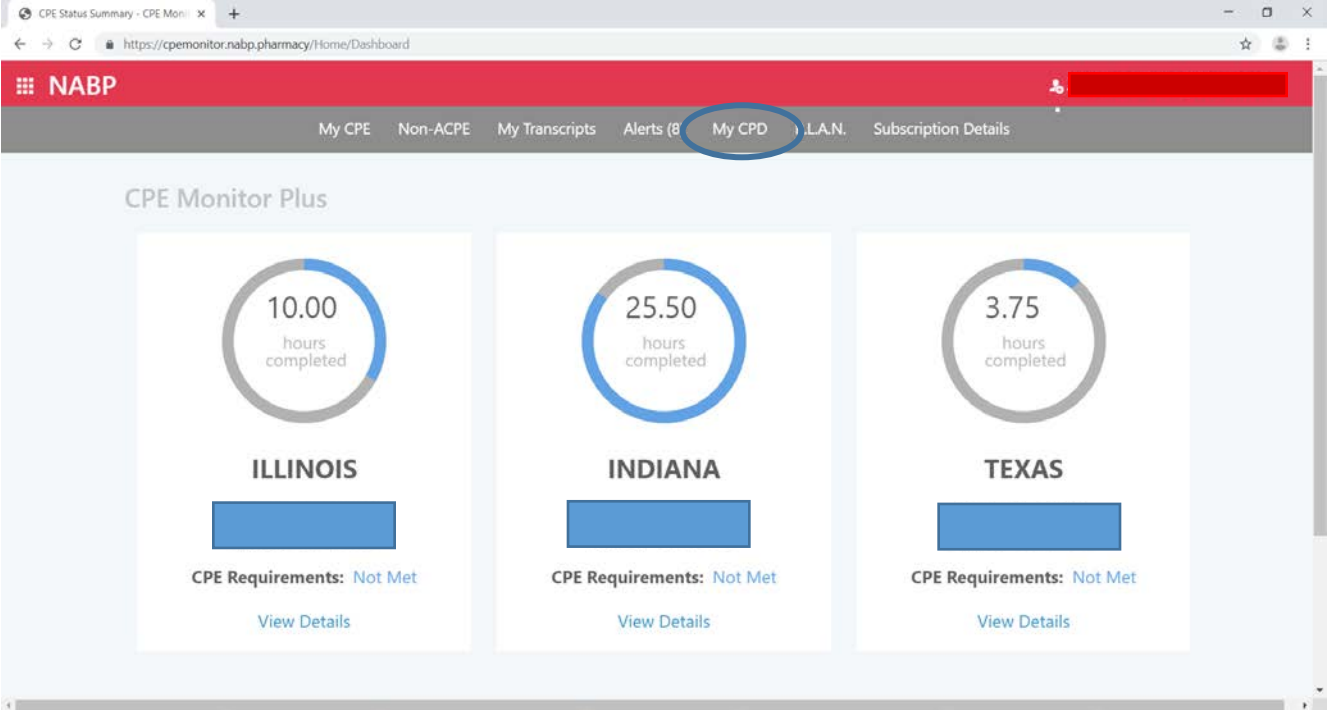 CPE Status Summary - CPE Moni
https://cpemonitor.nabp.pharmacy/Home/Dashboard
NABP
My CPE Non-ACPE My Transcripts Alerts (8 My CPD .L.A.N. Subscription Details
CPE Monitor Plus
10.00 25.50 3.75
hours hours hours
completed completed completed
ILLINOIS INDIANA TEXAS
CPE Requirements: Not Met CPE Requirements: Not Met CPE Requirements: Not Met
View Details View Details View Details